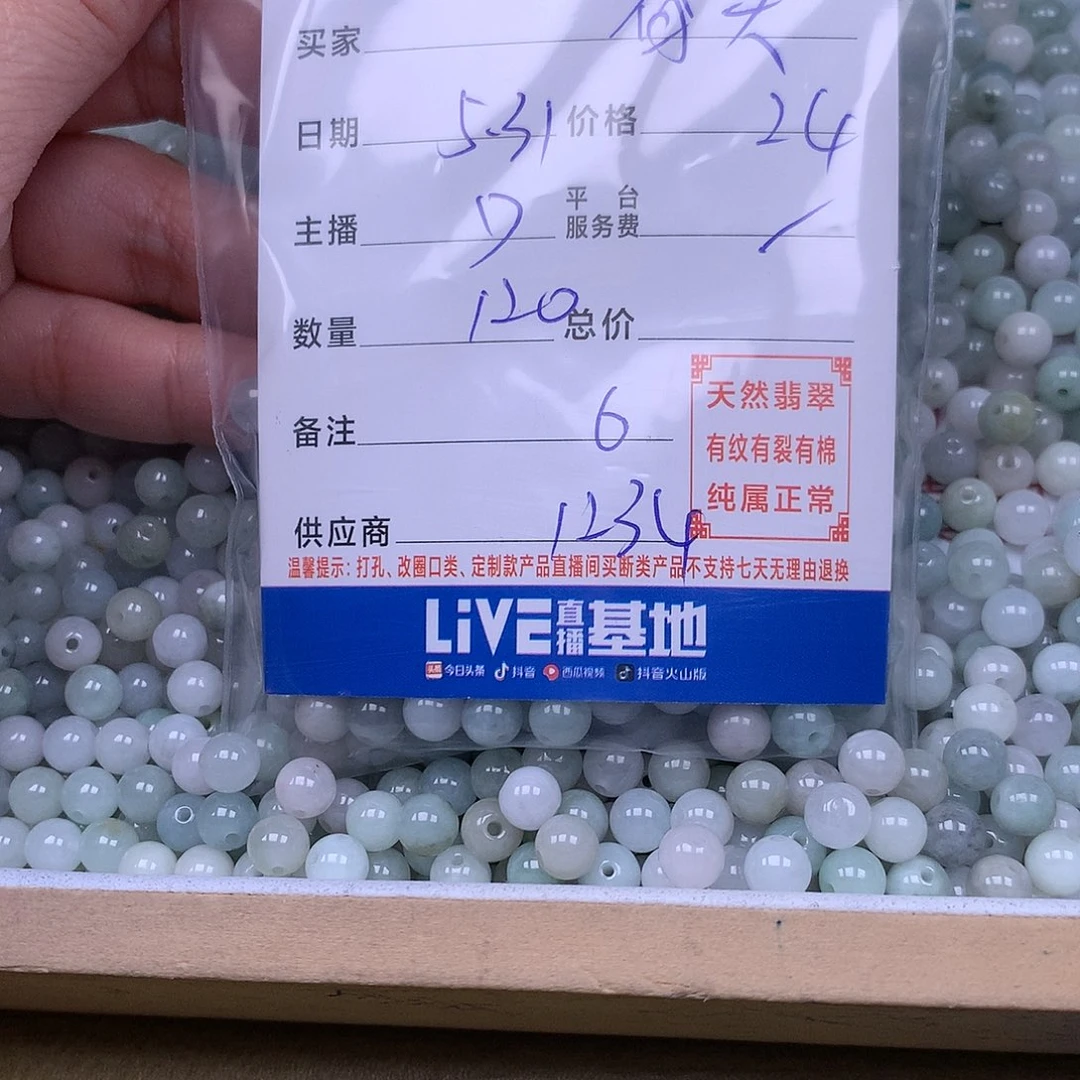 买家
日期 5.31 价格 24
主播 平台服务费 /
数量 120 总价
备注 6
供应商 1234
天然翡翠
有纹有裂有棉
纯属正常
温馨提示：打孔、改圈口类、定制款产品直播间买断类产品不支持七天无理由退换
LiVE直播基地
头条 今日头条 抖音 西瓜视频 抖音火山版